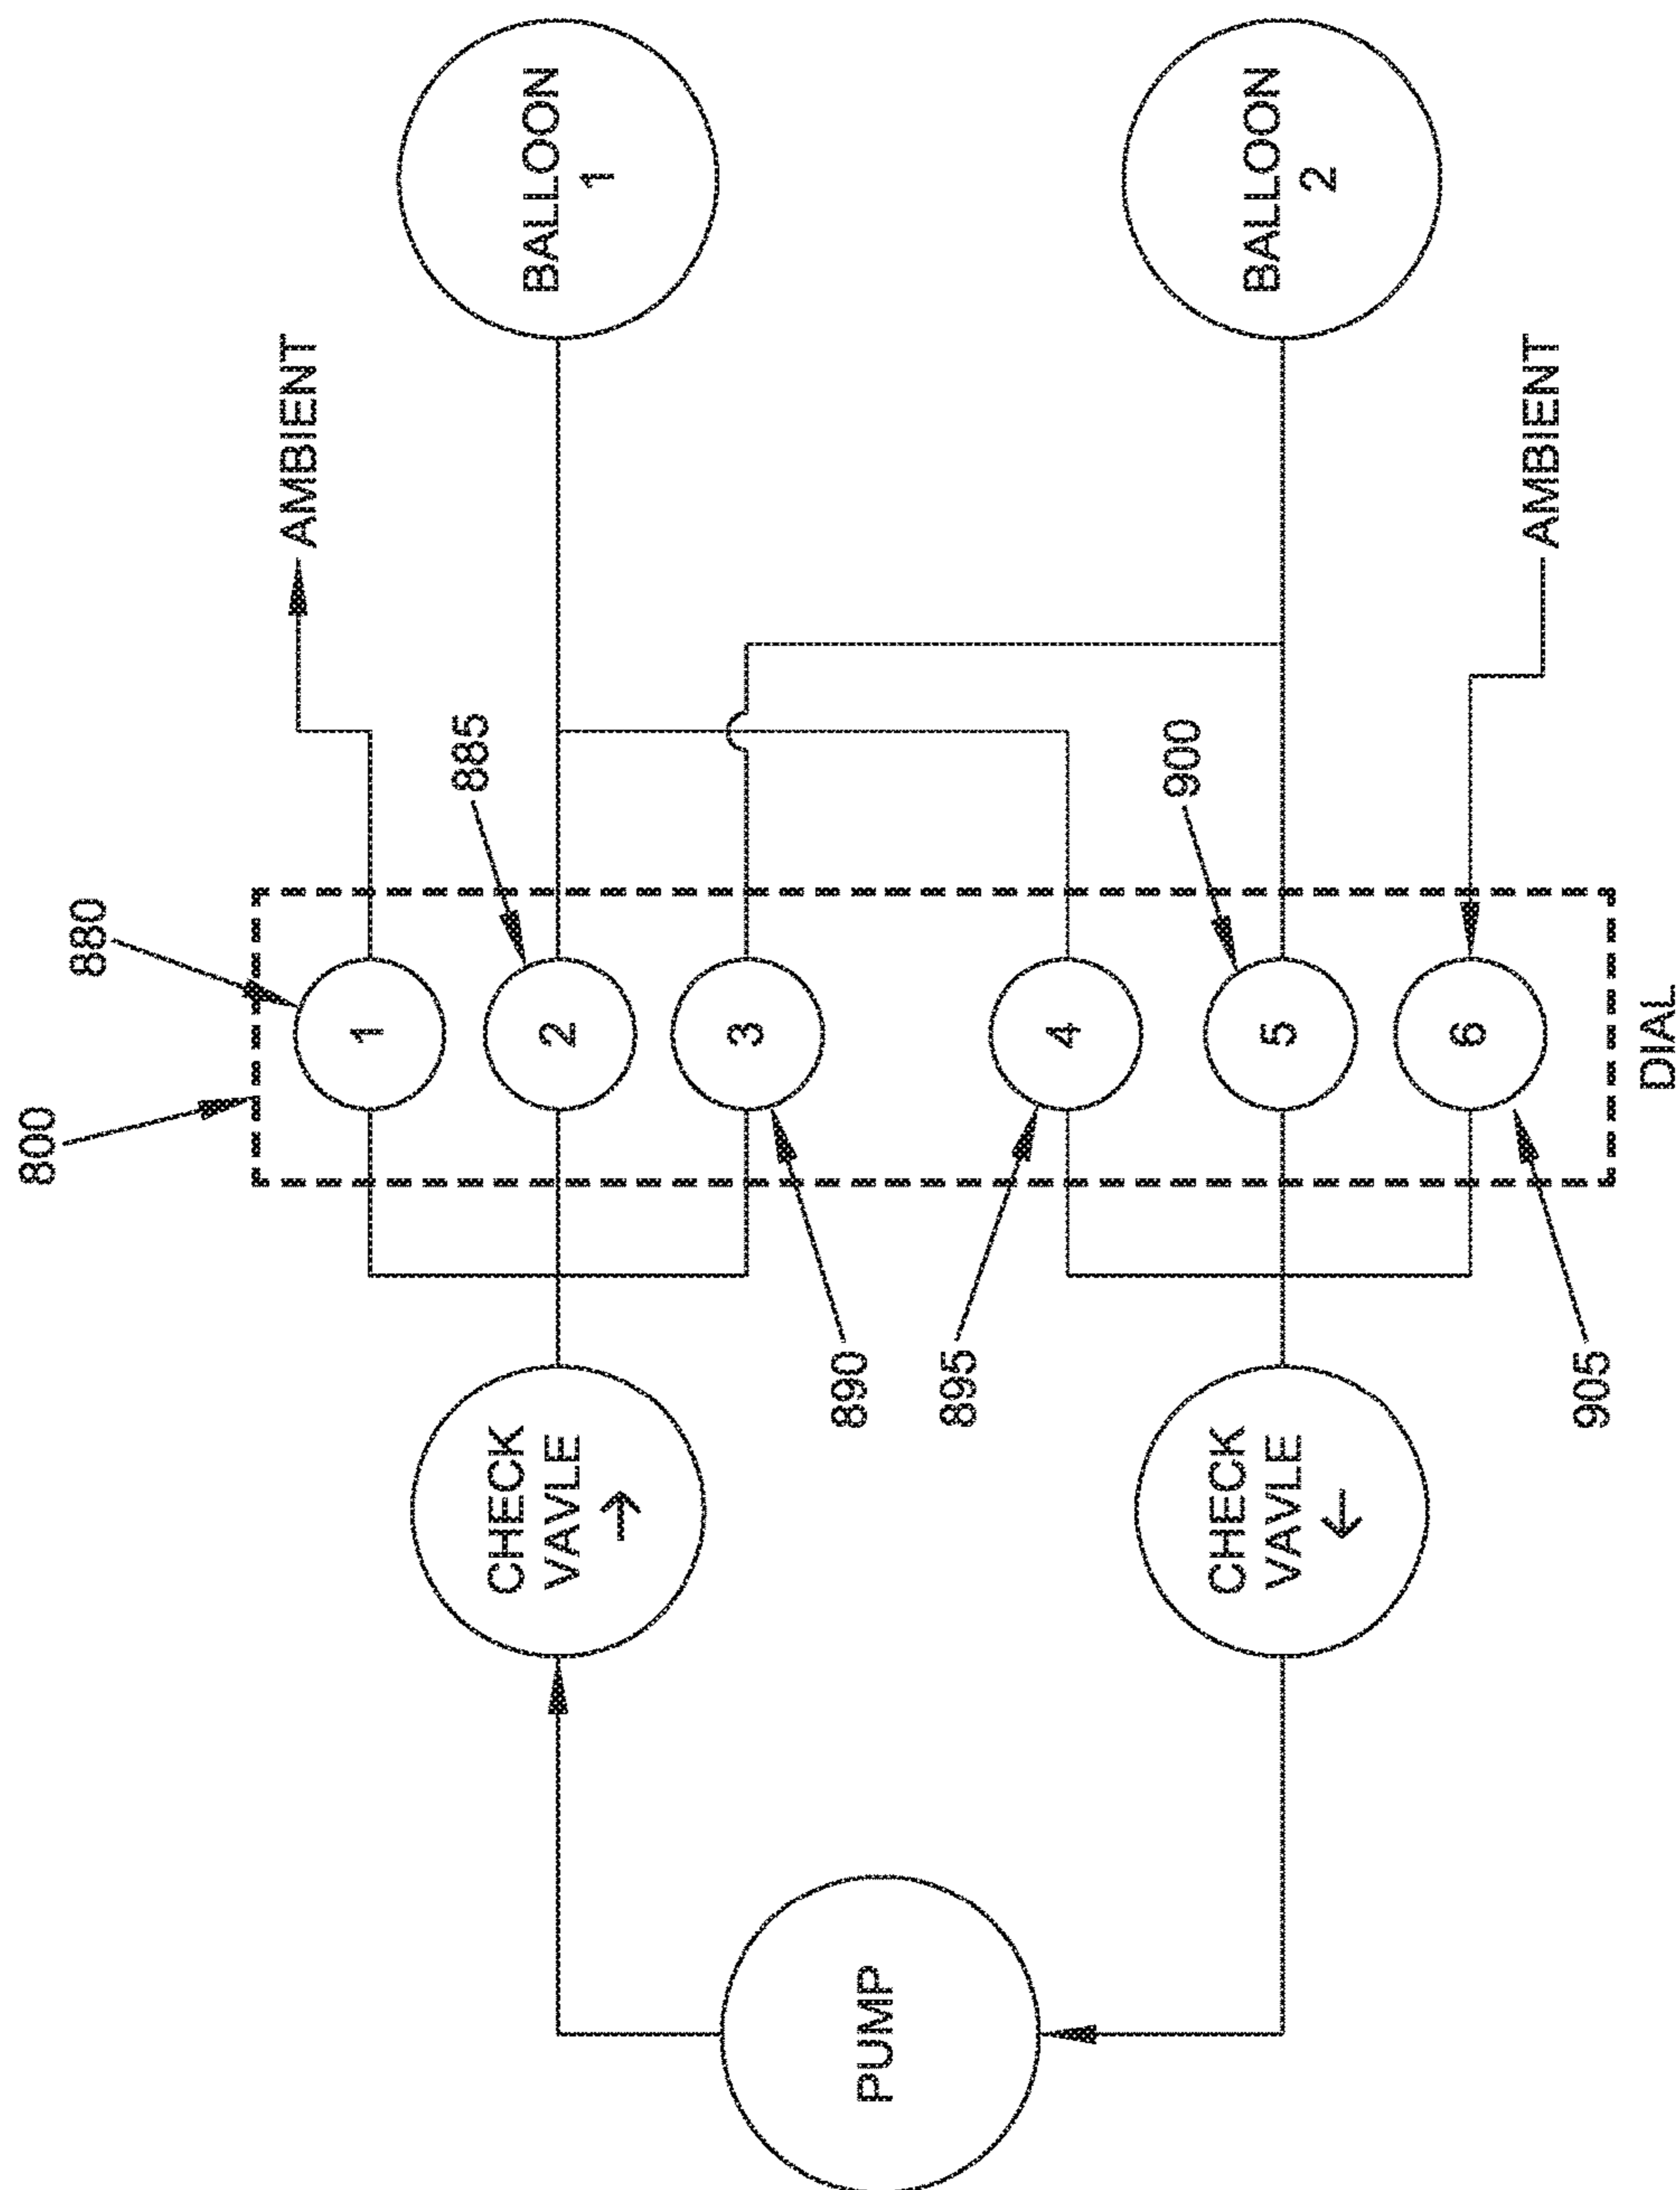 800
880
AMBIENT
885
1
2
3
890
BALLOON
1
CHECK
VAVLE
→
PUMP
895
4
900
5
6
905
BALLOON
2
CHECK
VAVLE
←
AMBIENT
DIAL